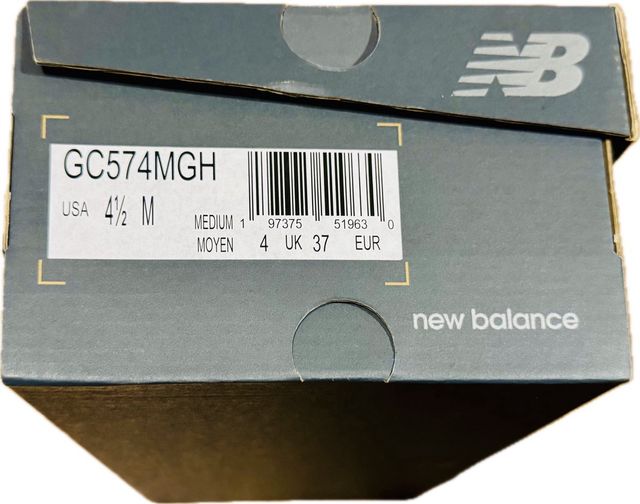 NB
GC574MGH
USA 4½ M
MEDIUM 1 97375 51963 0
MOYEN 4 UK 37 EUR
new balance